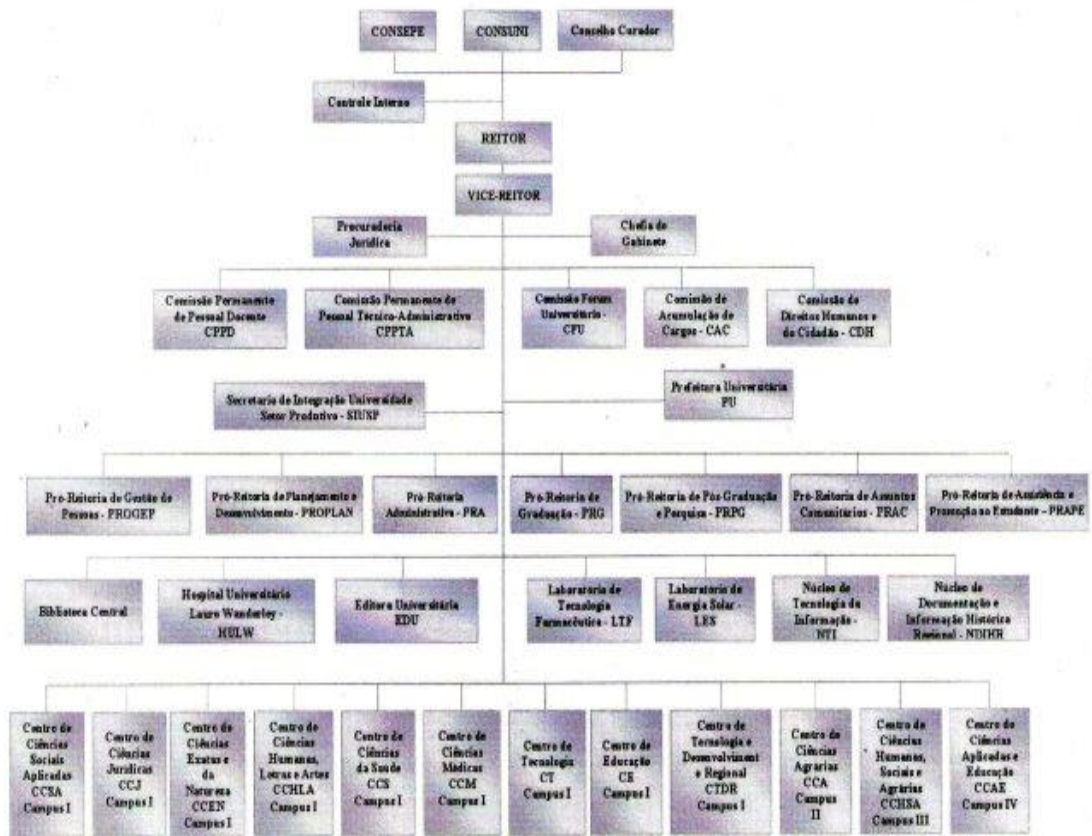 CONSEPE
CONSUNI
Conselho Curador
Controle Interno
REITOR
VICE-REITOR
Procuradoria
Jurídica
Chefia de
Gabinete
Comissão Permanente
de Pessoal Docente
CPPD
Comissão Permanente de
Pessoal Técnico-Administrativo
CPPTA
Comissão Forum
Universitário -
CFU
Comissão de
Acumulação de
Cargos - CAC
Comissão de
Direitos Humanos e
do Cidadão - CDH
Secretaria de Integração Universidade
Setor Produtivo - SIUSP
Prefeitura Universitária
PU
Pró-Reitoria de Gestão de
Pessoas - PROGEP
Pró-Reitoria de Planejamento e
Desenvolvimento - PROPLAN
Pró-Reitoria
Administrativa - PRA
Pró-Reitoria de
Graduação - PRG
Pró-Reitoria de Pós-Graduação
e Pesquisa - PRPG
Pró-Reitoria de Assuntos
Comunitários - PRAC
Pró-Reitoria de Assistência e
Promoção ao Estudante - PRAPE
Biblioteca Central
Hospital Universitário
Lauro Wanderley -
HULW
Editora Universitária
EDU
Laboratório de
Tecnologia
Farmacêutica - LTF
Laboratório de
Energia Solar -
LES
Núcleo de
Tecnologia da
Informação -
NTI
Núcleo de
Documentação e
Informação Histórica
Regional - NDIHR
Centro de
Ciências
Sociais
Aplicadas
CCSA
Campus I
Centro de
Ciências
Jurídicas
CCJ
Campus I
Centro de
Ciências
Exatas e
da
Natureza
CCEN
Campus I
Centro de
Ciências
Humanas,
Letras e Artes
CCHLA
Campus I
Centro de
Ciências
da Saúde
CCS
Campus I
Centro de
Ciências
Médicas
CCM
Campus I
Centro de
Tecnologia
CT
Campus I
Centro de
Educação
CE
Campus I
Centro de
Tecnologia e
Desenvolviment
o Regional
CTDR
Campus I
Centro de
Ciências
Agrárias
CCA
Campus
II
Centro de
Ciências
Humanas,
Sociais e
Agrárias
CCHSA
Campus III
Centro de
Ciências
Aplicadas e
Educação
CCAE
Campus IV